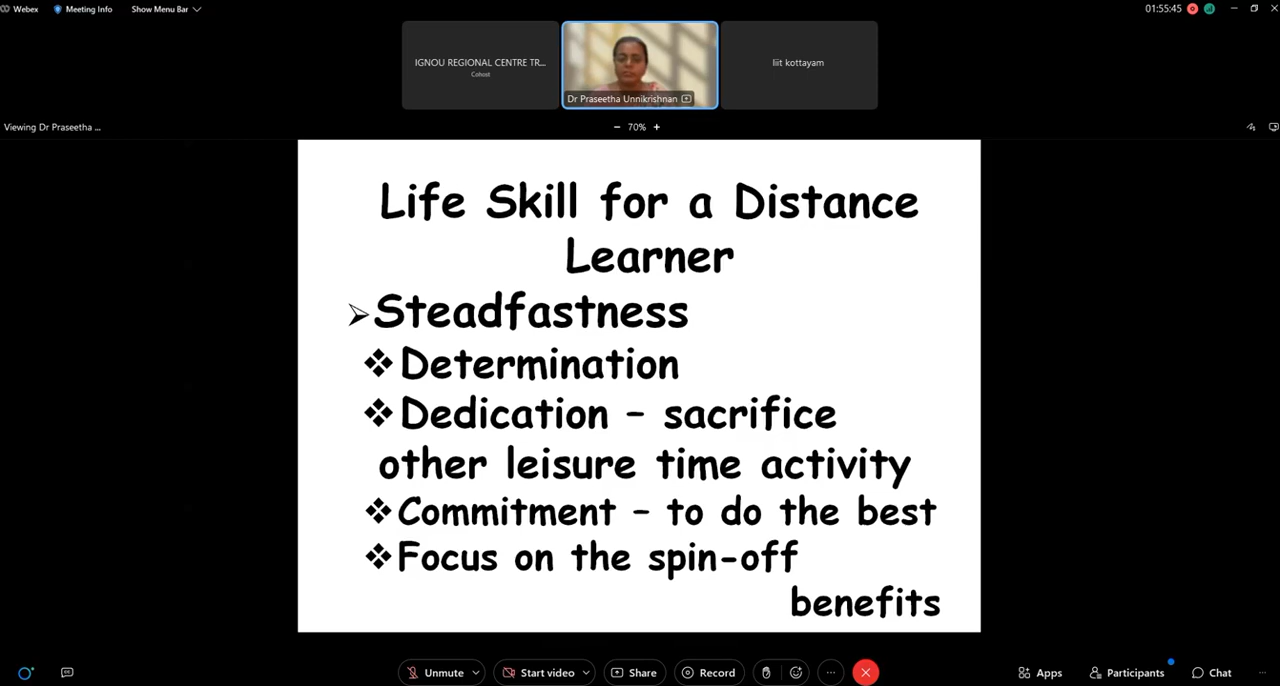 Webex
Meeting Info
Show Menu Bar
01:55:45
IGNOU REGIONAL CENTRE TR...
Cohost
Dr Praseetha Unnikrishnan
liit kottayam
Viewing Dr Praseetha ...
− 70% +
Life Skill for a Distance
Learner
➢Steadfastness
❖Determination
❖Dedication – sacrifice
other leisure time activity
❖Commitment – to do the best
❖Focus on the spin-off
benefits
Unmute
Start video
Share
Record
Apps
Participants
Chat